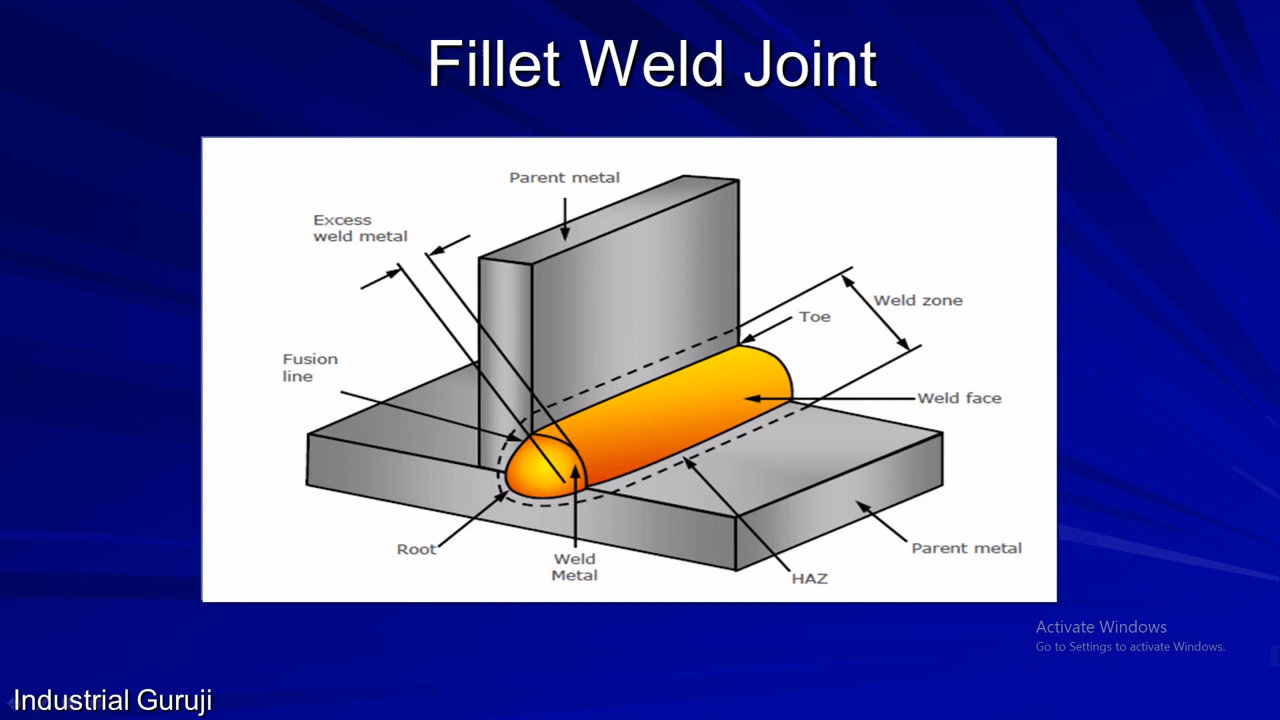 Fillet Weld Joint
Parent metal
Excess
weld metal
Weld zone
Toe
Fusion
line
Weld face
Root
Weld
Metal
HAZ
Parent metal
Activate Windows
Go to Settings to activate Windows.
Industrial Guruji